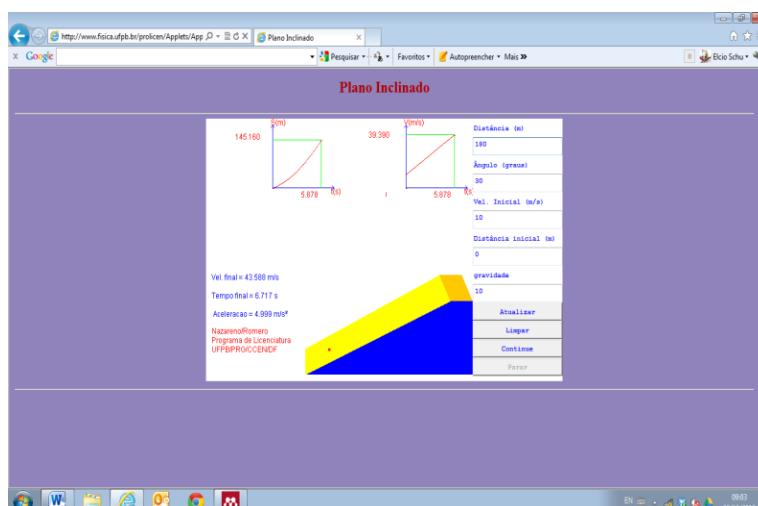 http://www.fisica.ufpb.br/prolicen/Applets/App
Plano Inclinado
x Google
Pesquisar
Favoritos
Autopreencher
Mais »
Elcio Schu
Plano Inclinado
S(m)
145.160
5.878
t(s)
V(m/s)
39.390
5.878
Distância (m)
180
Ângulo (graus)
30
Vel. Inicial (m/s)
10
Distância inicial (m)
0
gravidade
10
Atualizar
Limpar
Continue
Parar
Vel. final = 43.588 m/s
Tempo final = 6.717 s
Aceleracao = 4.999 m/s²
Nazareno/Romero
Programa de Licenciatura
UFPB/PRG/CCEN/DF
EN
09:03